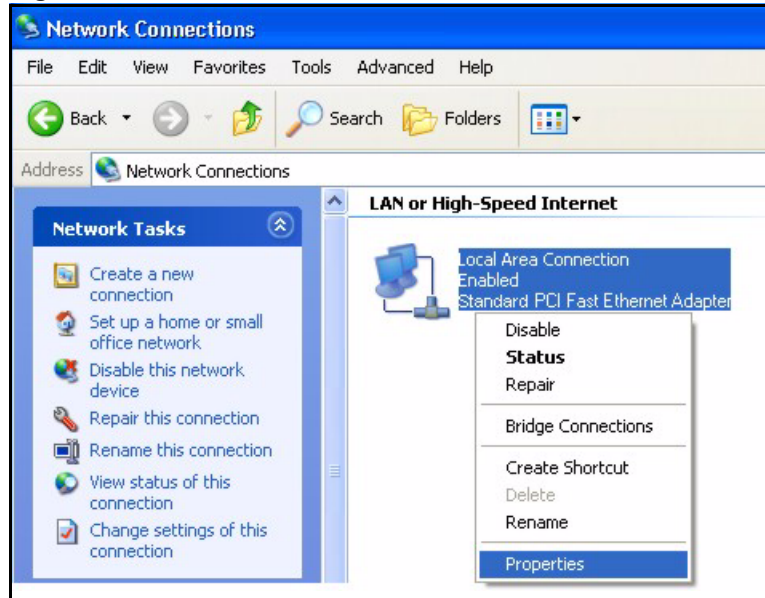 Network Connections
File Edit View Favorites Tools Advanced Help
Back Search Folders
Address Network Connections
Network Tasks
Create a new
connection
Set up a home or small
office network
Disable this network
device
Repair this connection
Rename this connection
View status of this
connection
Change settings of this
connection
LAN or High-Speed Internet
Local Area Connection
Enabled
Standard PCI Fast Ethernet Adapter
Disable
Status
Repair
Bridge Connections
Create Shortcut
Delete
Rename
Properties